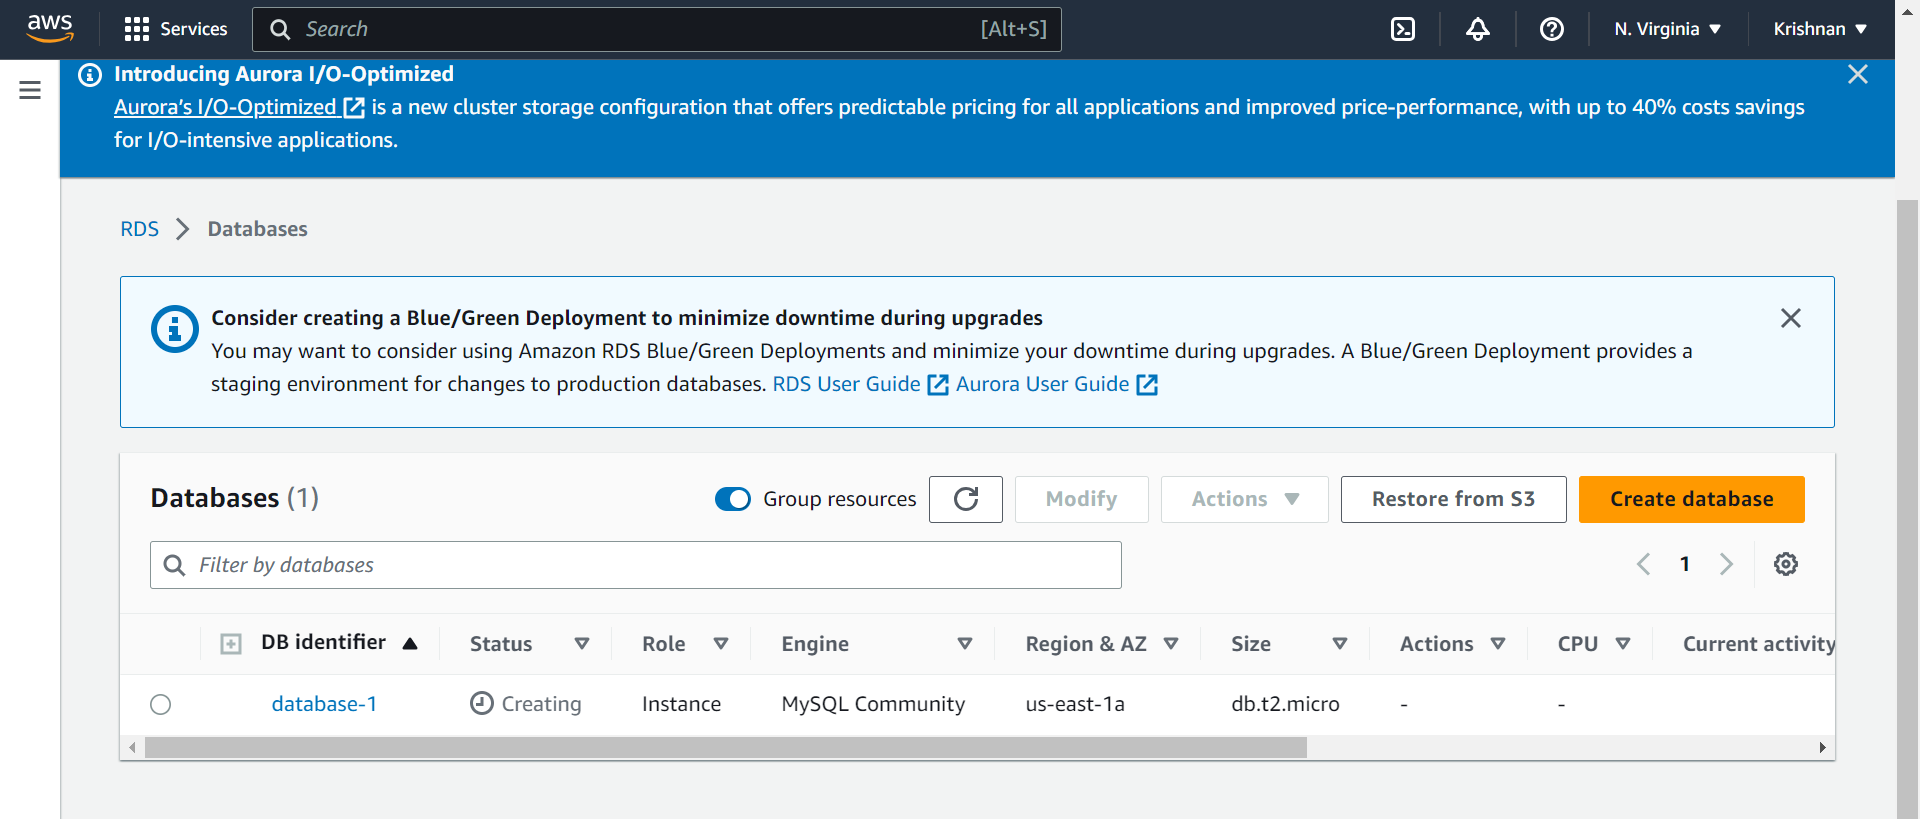 aws Services Search [Alt+S] N. Virginia Krishnan
Introducing Aurora I/O-Optimized
Aurora's I/O-Optimized is a new cluster storage configuration that offers predictable pricing for all applications and improved price-performance, with up to 40% costs savings
for I/O-intensive applications.
RDS Databases
Consider creating a Blue/Green Deployment to minimize downtime during upgrades
You may want to consider using Amazon RDS Blue/Green Deployments and minimize your downtime during upgrades. A Blue/Green Deployment provides a
staging environment for changes to production databases. RDS User Guide Aurora User Guide
Databases (1) Group resources Modify Actions Restore from S3 Create database
Filter by databases 1
DB identifier Status Role Engine Region & AZ Size Actions CPU Current activity
database-1 Creating Instance MySQL Community us-east-1a db.t2.micro - -